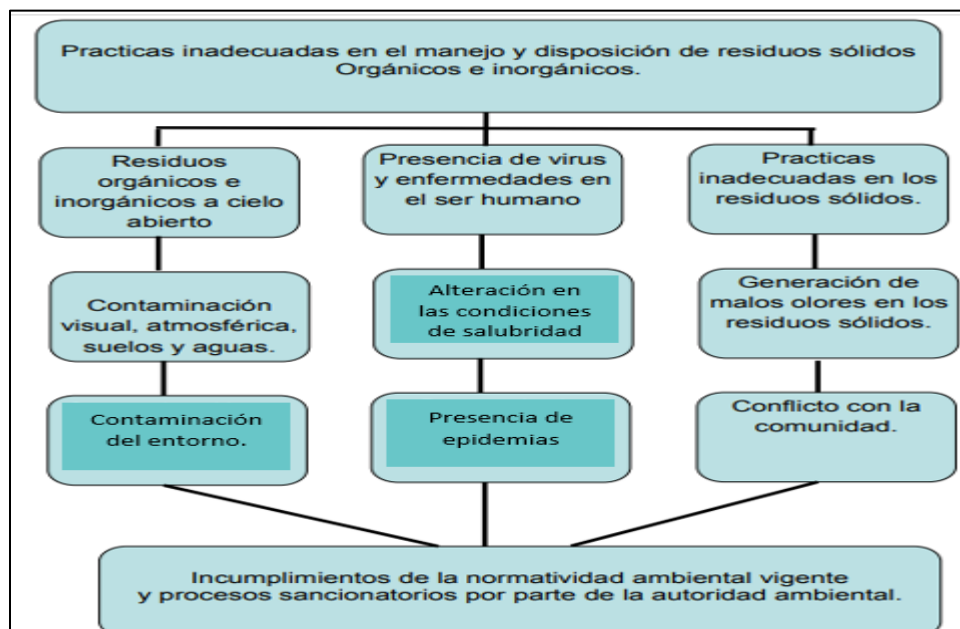 Practicas inadecuadas en el manejo y disposición de residuos sólidos
Orgánicos e inorgánicos.
Residuos
orgánicos e
inorgánicos a cielo
abierto
Presencia de virus
y enfermedades en
el ser humano
Practicas
inadecuadas en los
residuos sólidos.
Contaminación
visual, atmosférica,
suelos y aguas.
Alteración en
las condiciones
de salubridad
Generación de
malos olores en los
residuos sólidos.
Contaminación
del entorno.
Presencia de
epidemias
Conflicto con la
comunidad.
Incumplimientos de la normatividad ambiental vigente
y procesos sancionatorios por parte de la autoridad ambiental.